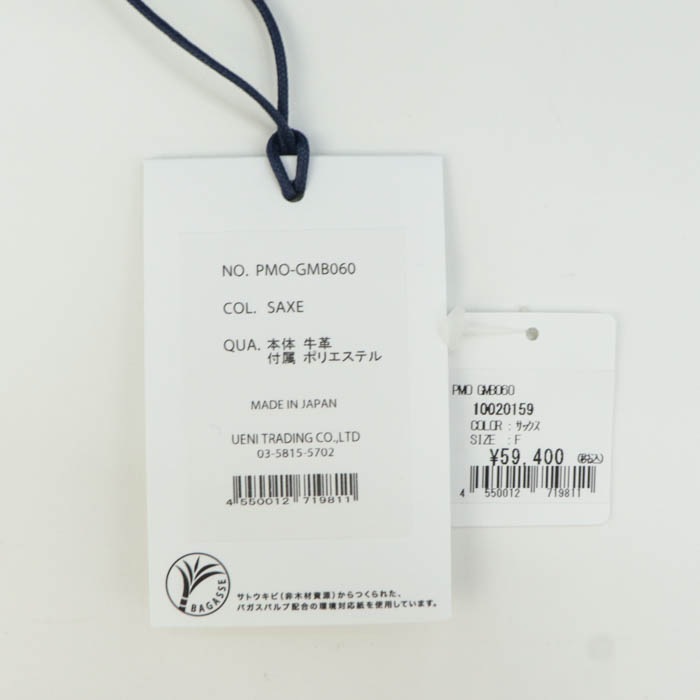 NO. PMO-GMB060
COL. SAXE
QUA. 本体 牛革
付属 ポリエステル
MADE IN JAPAN
UENI TRADING CO.,LTD
03-5815-5702
4 550012 719811
BAGASSE
サトウキビ(非木材資源)からつくられた、
バガスパルプ配合の環境対応紙を使用しています。
PMO GMB060
10020159
COLOR : サックス
SIZE : F
¥59,400 (税込)
4 550012 719811